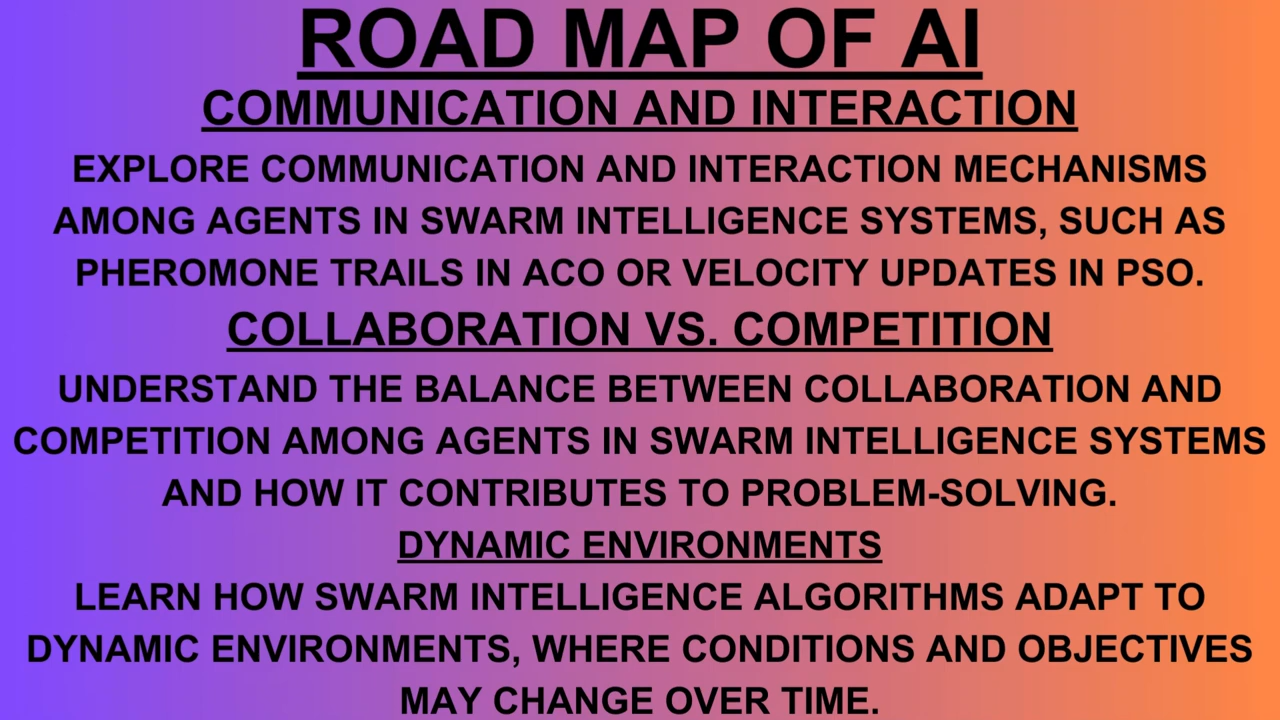 ROAD MAP OF AI
COMMUNICATION AND INTERACTION
EXPLORE COMMUNICATION AND INTERACTION MECHANISMS
AMONG AGENTS IN SWARM INTELLIGENCE SYSTEMS, SUCH AS
PHEROMONE TRAILS IN ACO OR VELOCITY UPDATES IN PSO.
COLLABORATION VS. COMPETITION
UNDERSTAND THE BALANCE BETWEEN COLLABORATION AND
COMPETITION AMONG AGENTS IN SWARM INTELLIGENCE SYSTEMS
AND HOW IT CONTRIBUTES TO PROBLEM-SOLVING.
DYNAMIC ENVIRONMENTS
LEARN HOW SWARM INTELLIGENCE ALGORITHMS ADAPT TO
DYNAMIC ENVIRONMENTS, WHERE CONDITIONS AND OBJECTIVES
MAY CHANGE OVER TIME.